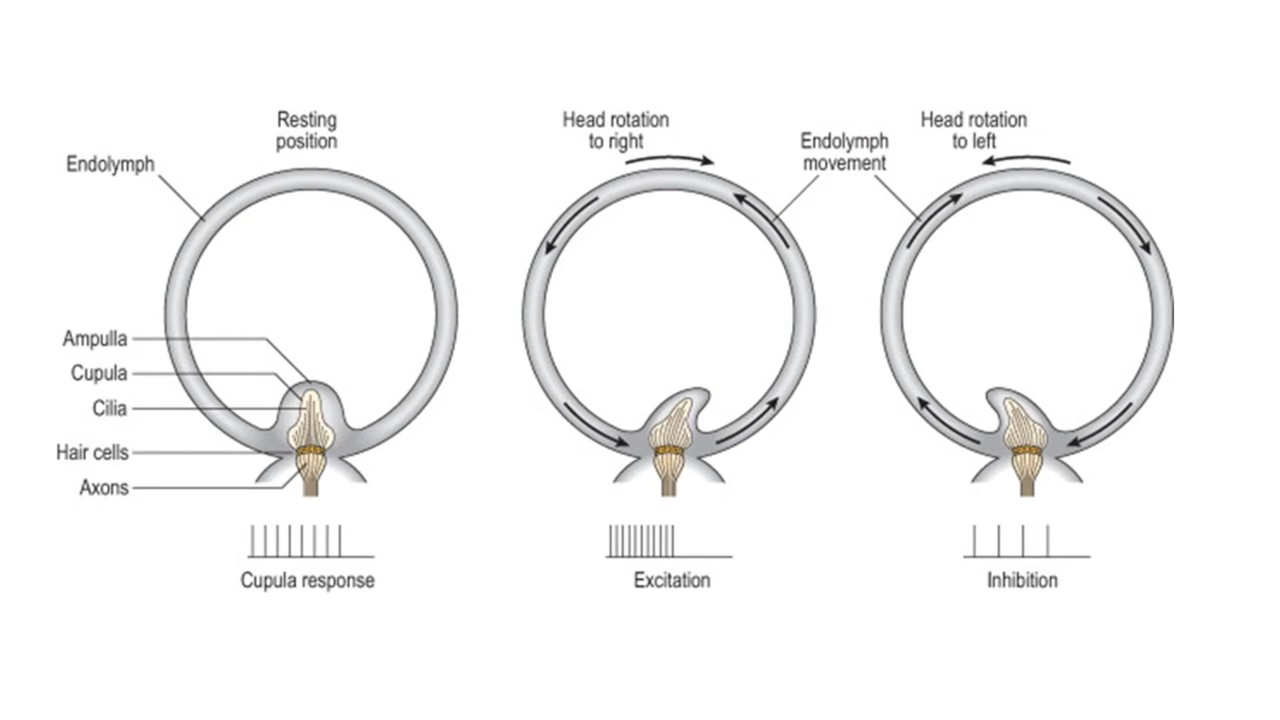 Resting
position
Endolymph
Ampulla
Cupula
Cilia
Hair cells
Axons
Cupula response
Head rotation
to right
Endolymph
movement
Excitation
Head rotation
to left
Inhibition